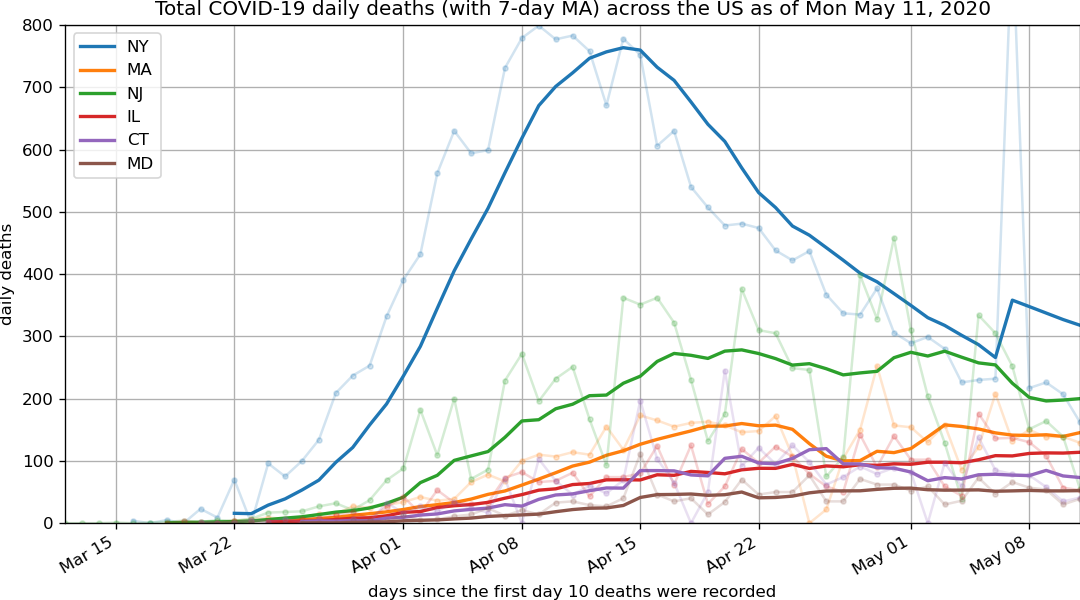 Total COVID-19 daily deaths (with 7-day MA) across the US as of Mon May 11, 2020
800
700
600
500
400
300
200
100
0
daily deaths
NY
MA
NJ
IL
CT
MD
Mar 15
Mar 22
Apr 01
Apr 08
Apr 15
Apr 22
May 01
May 08
days since the first day 10 deaths were recorded